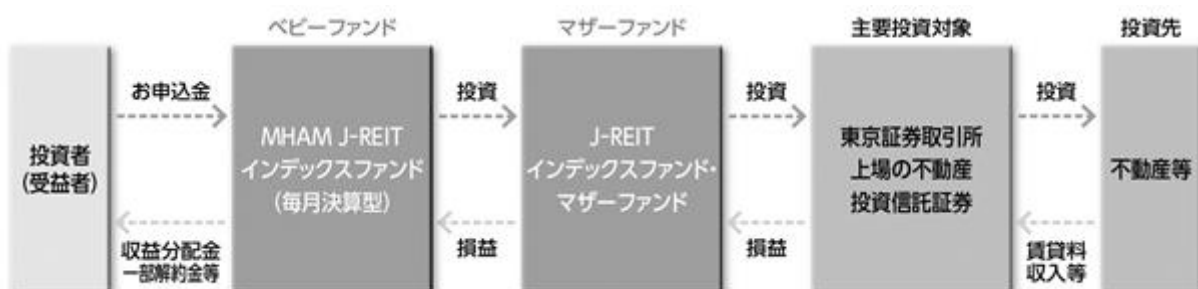 ベビーファンド
マザーファンド
主要投資対象
投資先
お申込金
投資
投資
投資
投資者
(受益者)
MHAM J-REIT
インデックスファンド
(毎月決算型)
J-REIT
インデックスファンド・
マザーファンド
東京証券取引所
上場の不動産
投資信託証券
不動産等
収益分配金
一部解約金等
損益
損益
賃貸料
収入等